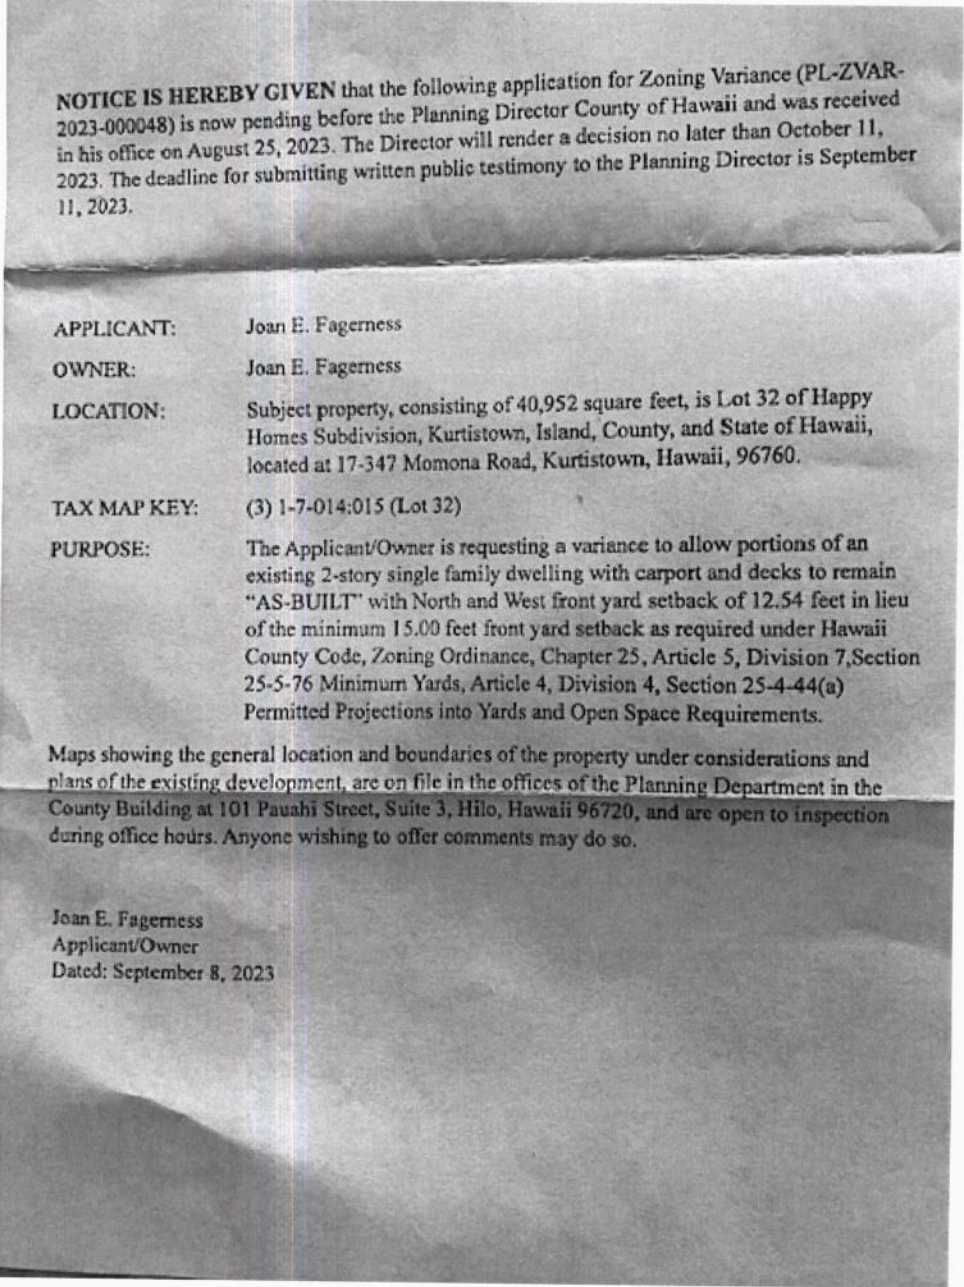 NOTICE IS HEREBY GIVEN that the following application for Zoning Variance (PL-ZVAR-
2023-000048) is now pending before the Planning Director County of Hawaii and was received
in his office on August 25, 2023. The Director will render a decision no later than October 11,
2023. The deadline for submitting written public testimony to the Planning Director is September
11, 2023.
APPLICANT: Joan E. Fagerness
OWNER: Joan E. Fagerness
LOCATION: Subject property, consisting of 40,952 square feet, is Lot 32 of Happy
Homes Subdivision, Kurtistown, Island, County, and State of Hawaii,
located at 17-347 Momona Road, Kurtistown, Hawaii, 96760.
TAX MAP KEY: (3) 1-7-014:015 (Lot 32)
PURPOSE: The Applicant/Owner is requesting a variance to allow portions of an
existing 2-story single family dwelling with carport and decks to remain
"AS-BUILT" with North and West front yard setback of 12.54 feet in lieu
of the minimum 15.00 feet front yard setback as required under Hawaii
County Code, Zoning Ordinance, Chapter 25, Article 5, Division 7,Section
25-5-76 Minimum Yards, Article 4, Division 4, Section 25-4-44(a)
Permitted Projections into Yards and Open Space Requirements.
Maps showing the general location and boundaries of the property under considerations and
plans of the existing development, are on file in the offices of the Planning Department in the
County Building at 101 Pauahi Street, Suite 3, Hilo, Hawaii 96720, and are open to inspection
during office hours. Anyone wishing to offer comments may do so.
Joan E. Fagerness
Applicant/Owner
Dated: September 8, 2023